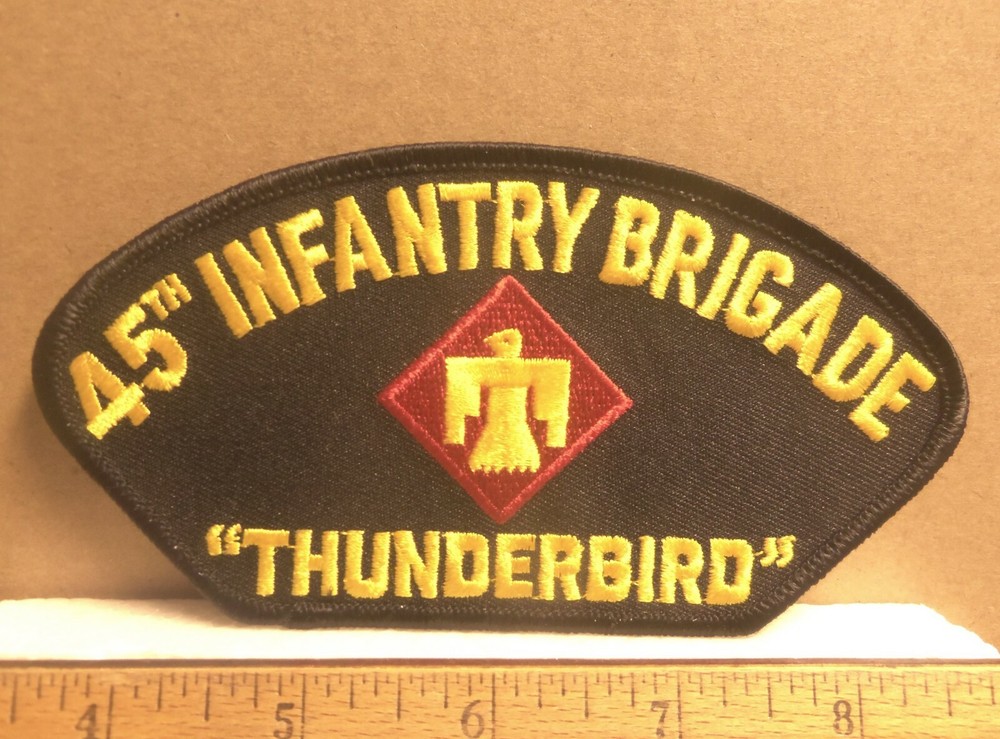 45TH INFANTRY BRIGADE
“THUNDERBIRD”
4 5 6 7 8